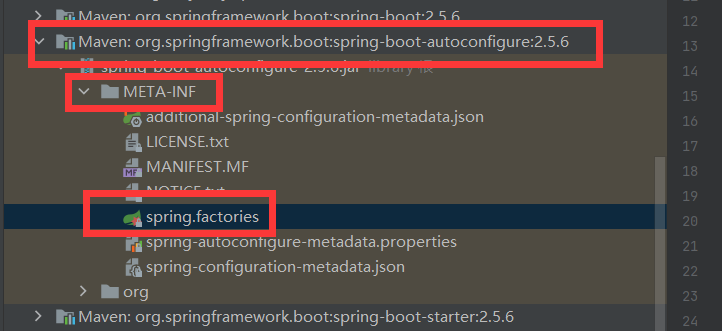 Maven: org.springframework.boot:spring-boot:2.5.6
Maven: org.springframework.boot:spring-boot-autoconfigure:2.5.6
spring-boot-autoconfigure-2.5.6.jar library 根
META-INF
additional-spring-configuration-metadata.json
LICENSE.txt
MANIFEST.MF
NOTICE.txt
spring.factories
spring-autoconfigure-metadata.properties
spring-configuration-metadata.json
org
Maven: org.springframework.boot:spring-boot-starter:2.5.6
12
13
14
15
16
17
18
19
20
21
22
23
24